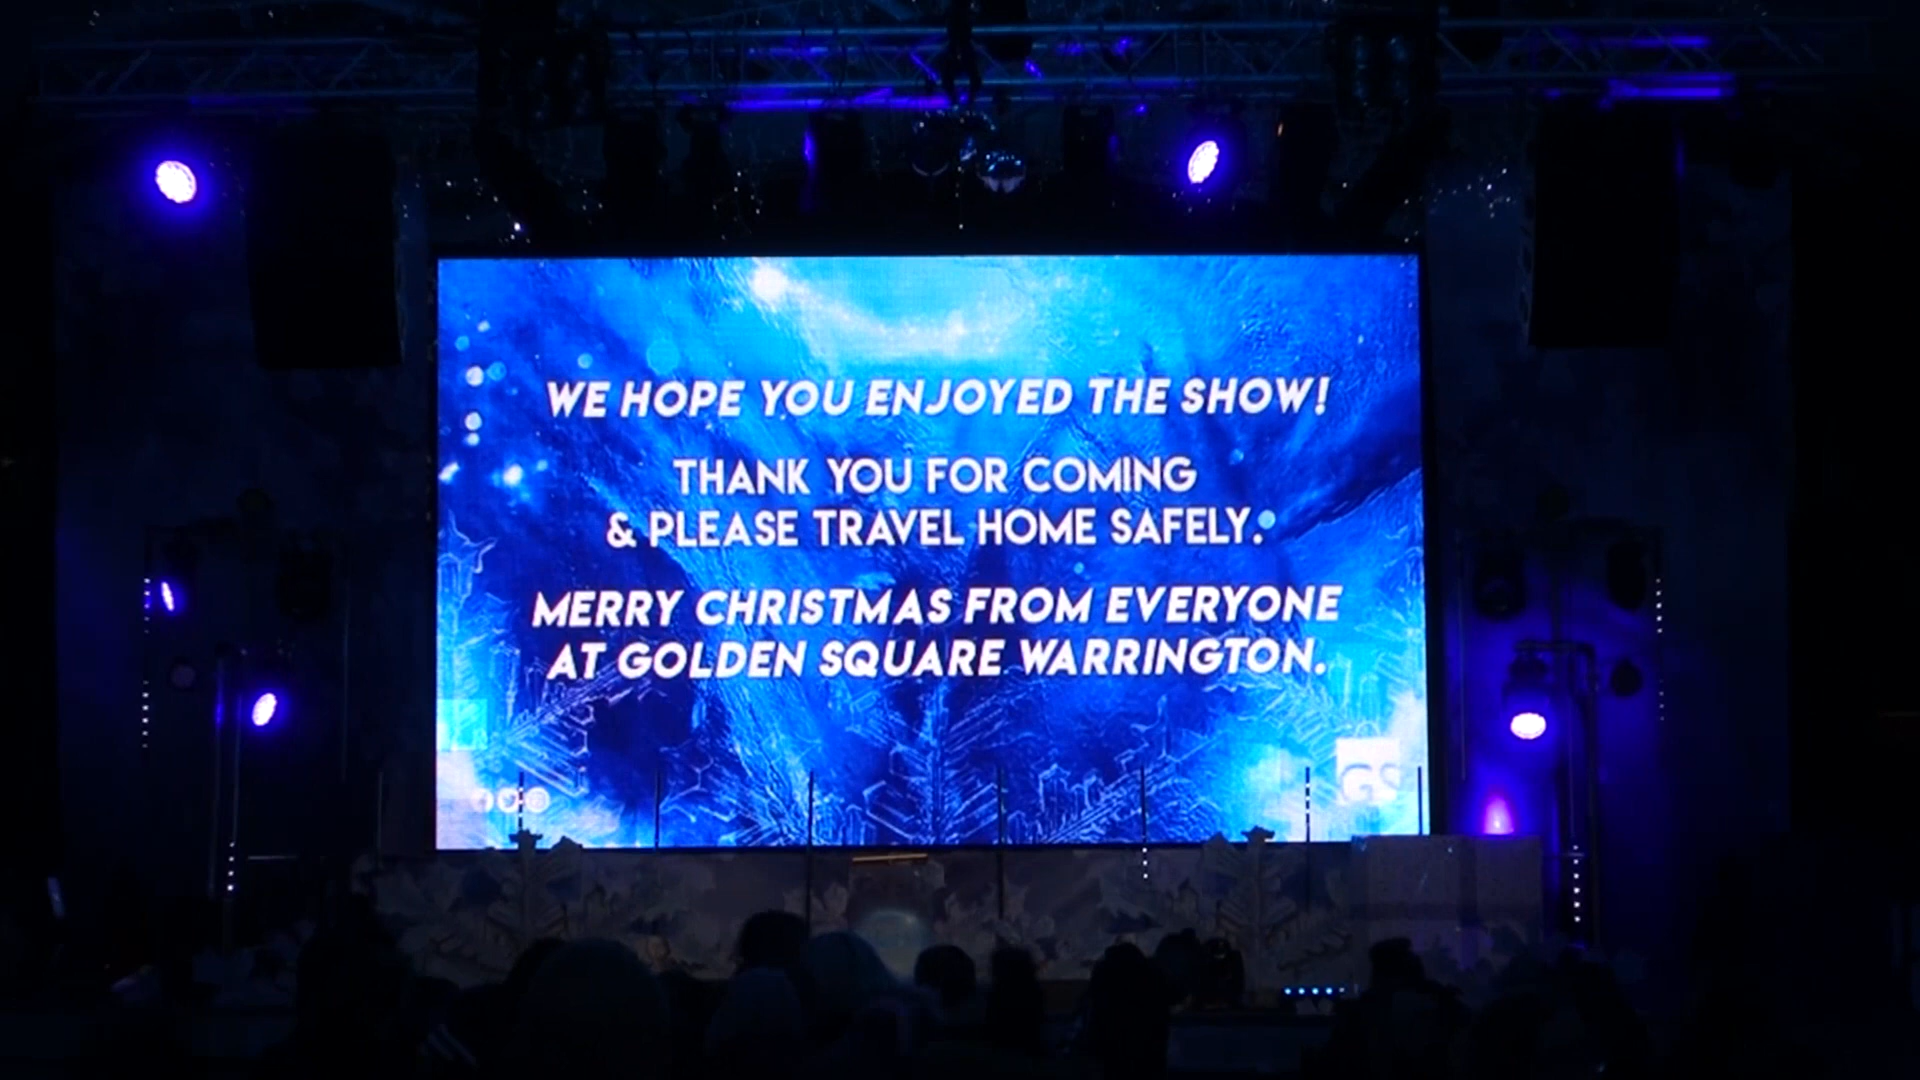 WE HOPE YOU ENJOYED THE SHOW!
THANK YOU FOR COMING
& PLEASE TRAVEL HOME SAFELY.
MERRY CHRISTMAS FROM EVERYONE
AT GOLDEN SQUARE WARRINGTON.
GS